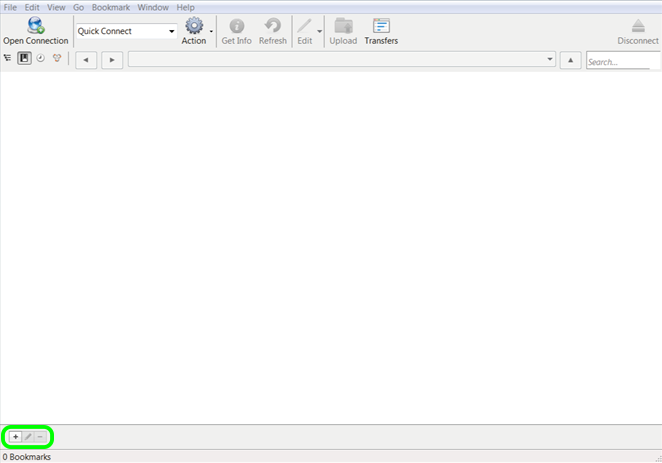 File Edit View Go Bookmark Window Help
Open Connection Quick Connect Action Get Info Refresh Edit Upload Transfers Disconnect
Search...
0 Bookmarks